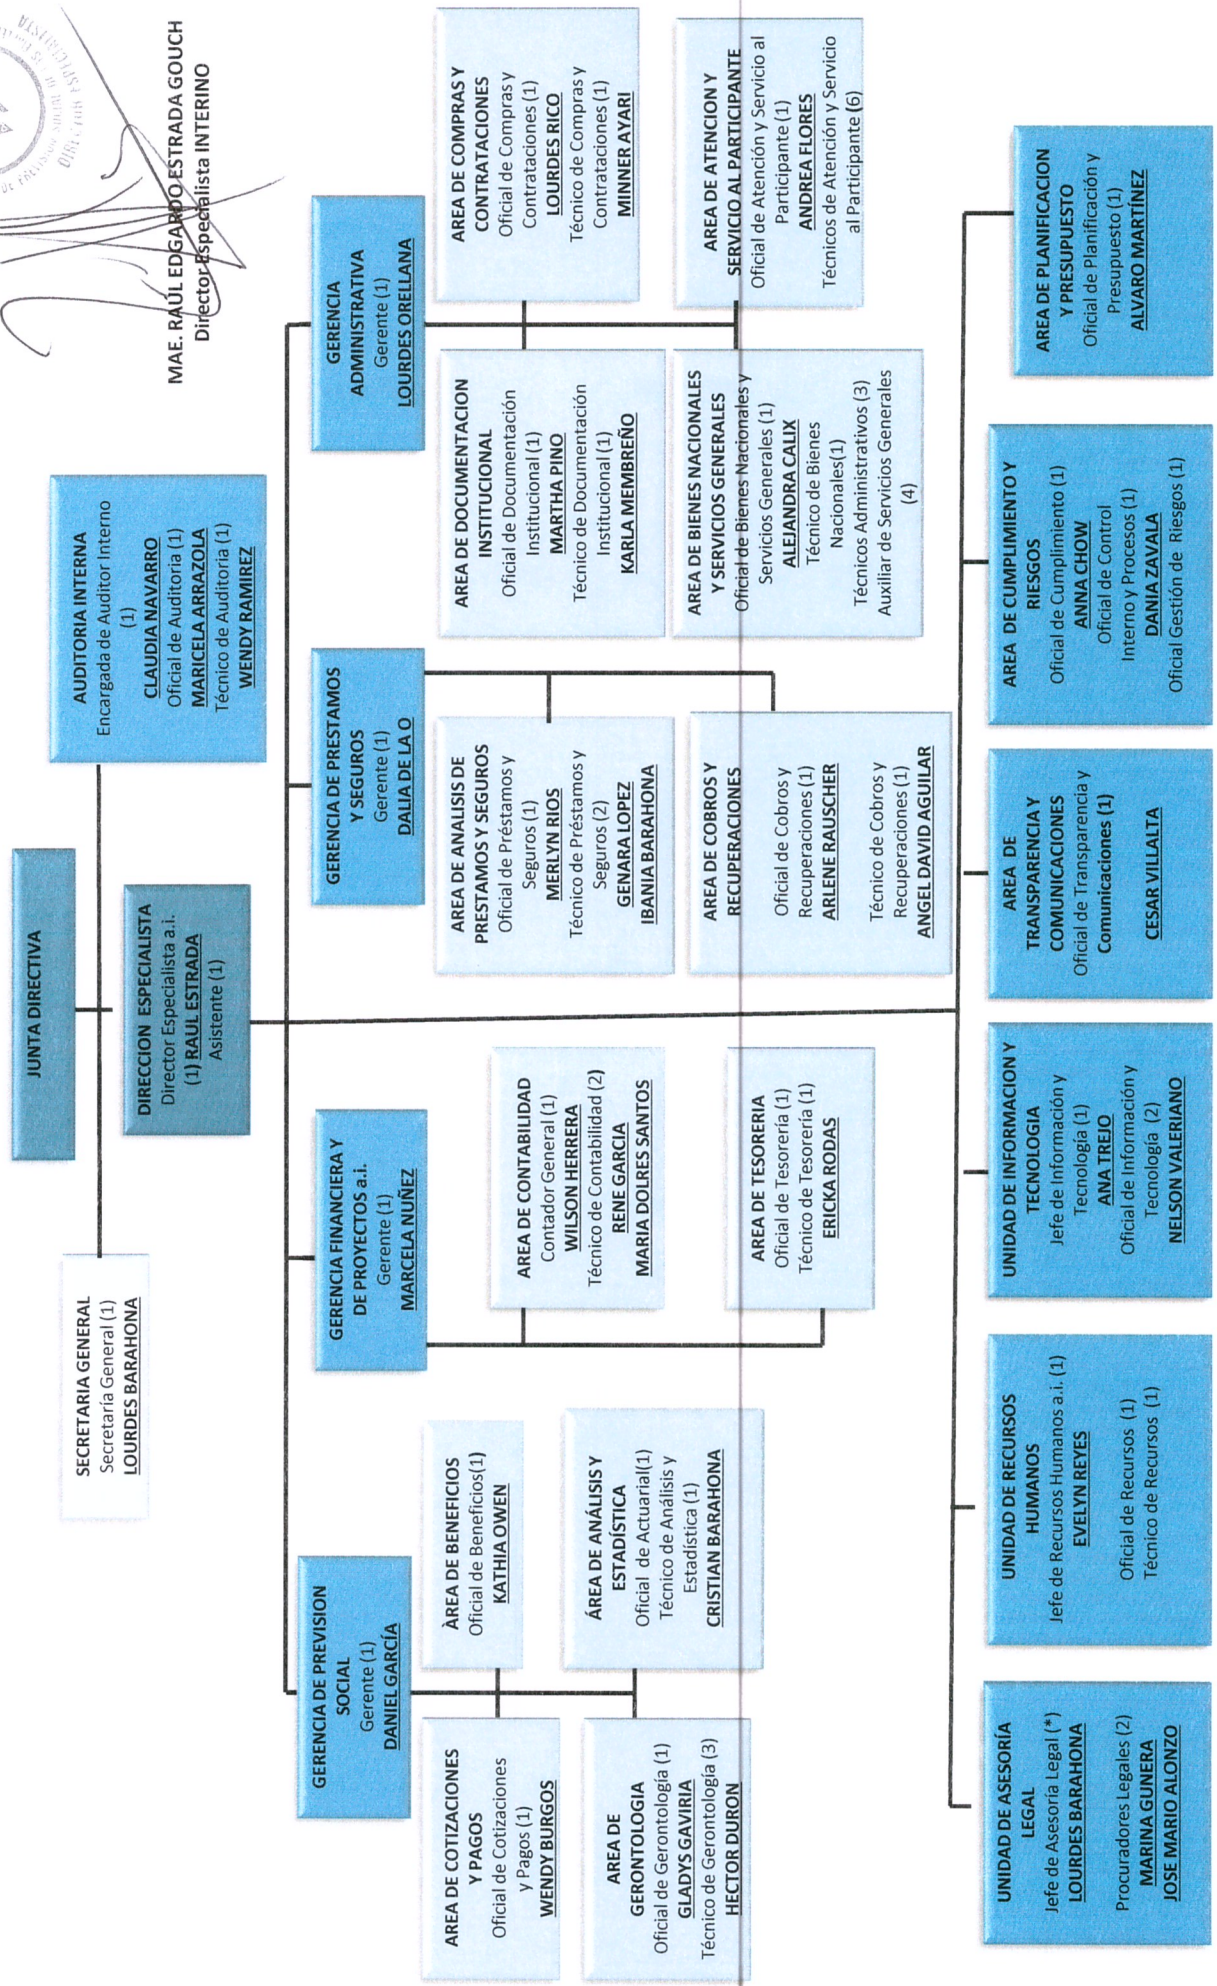 JUNTA DIRECTIVA
SECRETARIA GENERAL
Secretaría General (1)
LOURDES BARAHONA
AUDITORIA INTERNA
Encargada de Auditor Interno
(1)
CLAUDIA NAVARRO
Oficial de Auditoria (1)
MARICELA ARRAZOLA
Técnico de Auditoria (1)
WENDY RAMIREZ
DIRECCION ESPECIALISTA
Director Especialista a.i.
(1) RAUL ESTRADA
Asistente (1)
DIRECTOR ESPECIALISTA
MAE. RAÚL EDGARDO ESTRADA GOUCH
Director Especialista INTERINO
GERENCIA DE PREVISION
SOCIAL
Gerente (1)
DANIEL GARCÍA
GERENCIA FINANCIERA Y
DE PROYECTOS a.i.
Gerente (1)
MARCELA NUÑEZ
GERENCIA DE PRESTAMOS
Y SEGUROS
Gerente (1)
DALIA DE LA O
GERENCIA
ADMINISTRATIVA
Gerente (1)
LOURDES ORELLANA
AREA DE COTIZACIONES
Y PAGOS
Oficial de Cotizaciones
y Pagos (1)
WENDY BURGOS
ÀREA DE BENEFICIOS
Oficial de Beneficios(1)
KATHIA OWEN
AREA DE
GERONTOLOGIA
Oficial de Gerontología (1)
GLADYS GAVIRIA
Técnico de Gerontología (3)
HECTOR DURON
ÁREA DE ANÁLISIS Y
ESTADÍSTICA
Oficial de Actuarial(1)
Técnico de Análisis y
Estadística (1)
CRISTIAN BARAHONA
AREA DE CONTABILIDAD
Contador General (1)
WILSON HERRERA
Técnico de Contabilidad (2)
RENE GARCIA
MARIA DOLRES SANTOS
AREA DE TESORERIA
Oficial de Tesorería (1)
Técnico de Tesorería (1)
ERICKA RODAS
AREA DE ANALISIS DE
PRESTAMOS Y SEGUROS
Oficial de Préstamos y
Seguros (1)
MERLYN RIOS
Técnico de Préstamos y
Seguros (2)
GENARA LOPEZ
IBANIA BARAHONA
AREA DE COBROS Y
RECUPERACIONES
Oficial de Cobros y
Recuperaciones (1)
ARLENE RAUSCHER
Técnico de Cobros y
Recuperaciones (1)
ANGEL DAVID AGUILAR
AREA DE DOCUMENTACION
INSTITUCIONAL
Oficial de Documentación
Institucional (1)
MARTHA PINO
Técnico de Documentación
Institucional (1)
KARLA MEMBREÑO
AREA DE COMPRAS Y
CONTRATACIONES
Oficial de Compras y
Contrataciones (1)
LOURDES RICO
Técnico de Compras y
Contrataciones (1)
MINNER AYARI
AREA DE BIENES NACIONALES
Y SERVICIOS GENERALES
Oficial de Bienes Nacionales y
Servicios Generales (1)
ALEJANDRA CALIX
Técnico de Bienes
Nacionales(1)
Técnicos Administrativos (3)
Auxiliar de Servicios Generales
(4)
AREA DE ATENCION Y
SERVICIO AL PARTICIPANTE
Oficial de Atención y Servicio al
Participante (1)
ANDREA FLORES
Técnicos de Atención y Servicio
al Participante (6)
UNIDAD DE ASESORÍA
LEGAL
Jefe de Asesoría Legal (*)
LOURDES BARAHONA
Procuradores Legales (2)
MARINA GUNERA
JOSE MARIO ALONZO
UNIDAD DE RECURSOS
HUMANOS
Jefe de Recursos Humanos a.i. (1)
EVELYN REYES
Oficial de Recursos (1)
Técnico de Recursos (1)
UNIDAD DE INFORMACION Y
TECNOLOGIA
Jefe de Información y
Tecnología (1)
ANA TREJO
Oficial de Información y
Tecnología (2)
NELSON VALERIANO
AREA DE
TRANSPARENCIA Y
COMUNICACIONES
Oficial de Transparencia y
Comunicaciones (1)
CESAR VILLALTA
AREA DE CUMPLIMIENTO Y
RIESGOS
Oficial de Cumplimiento (1)
ANNA CHOW
Oficial de Control
Interno y Procesos (1)
DANIA ZAVALA
Oficial Gestión de Riesgos (1)
AREA DE PLANIFICACION
Y PRESUPUESTO
Oficial de Planificación y
Presupuesto (1)
ALVARO MARTÍNEZ